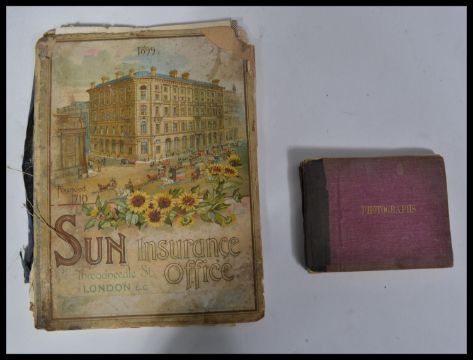 1899
Founded
1710
SUN Insurance
Office
Threadneedle St.
LONDON E.C.
PHOTOGRAPHS